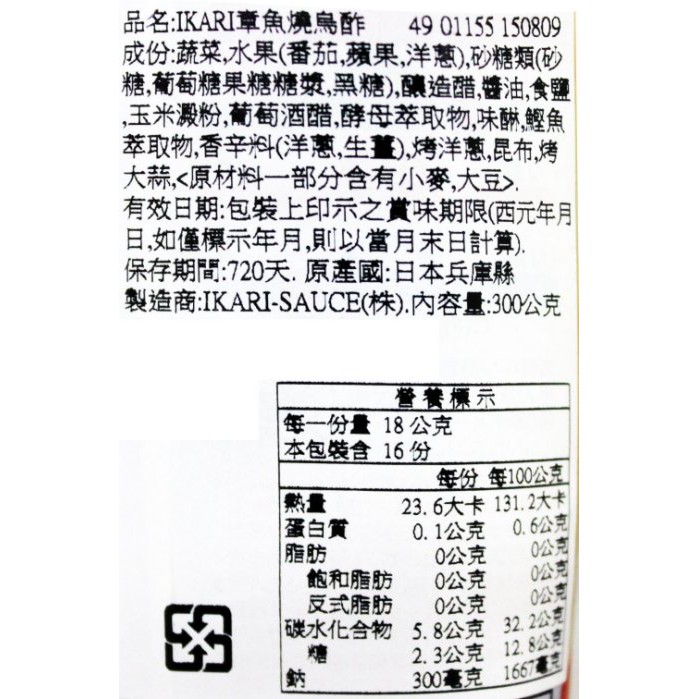 品名:IKARI章魚燒烏酢 49 01155 150809
成份:蔬菜,水果(番茄,蘋果,洋蔥),砂糖類(砂
糖,葡萄糖果糖糖漿,黑糖),釀造醋,醬油,食鹽
,玉米澱粉,葡萄酒醋,酵母萃取物,味醂,鰹魚
萃取物,香辛料(洋蔥,生薑),烤洋蔥,昆布,烤
大蒜,<原材料一部分含有小麥,大豆>.
有效日期:包裝上印示之賞味期限(西元年月
日,如僅標示年月,則以當月末日計算).
保存期間:720天. 原產國:日本兵庫縣
製造商:IKARI-SAUCE(株).內容量:300公克
營養標示
每一份量 18公克
本包裝含 16份
每份 每100公克
熱量 23.6大卡 131.2大卡
蛋白質 0.1公克 0.6公克
脂肪 0公克 0公克
飽和脂肪 0公克 0公克
反式脂肪 0公克 0公克
碳水化合物 5.8公克 32.2公克
糖 2.3公克 12.8公克
鈉 300毫克 1667毫克